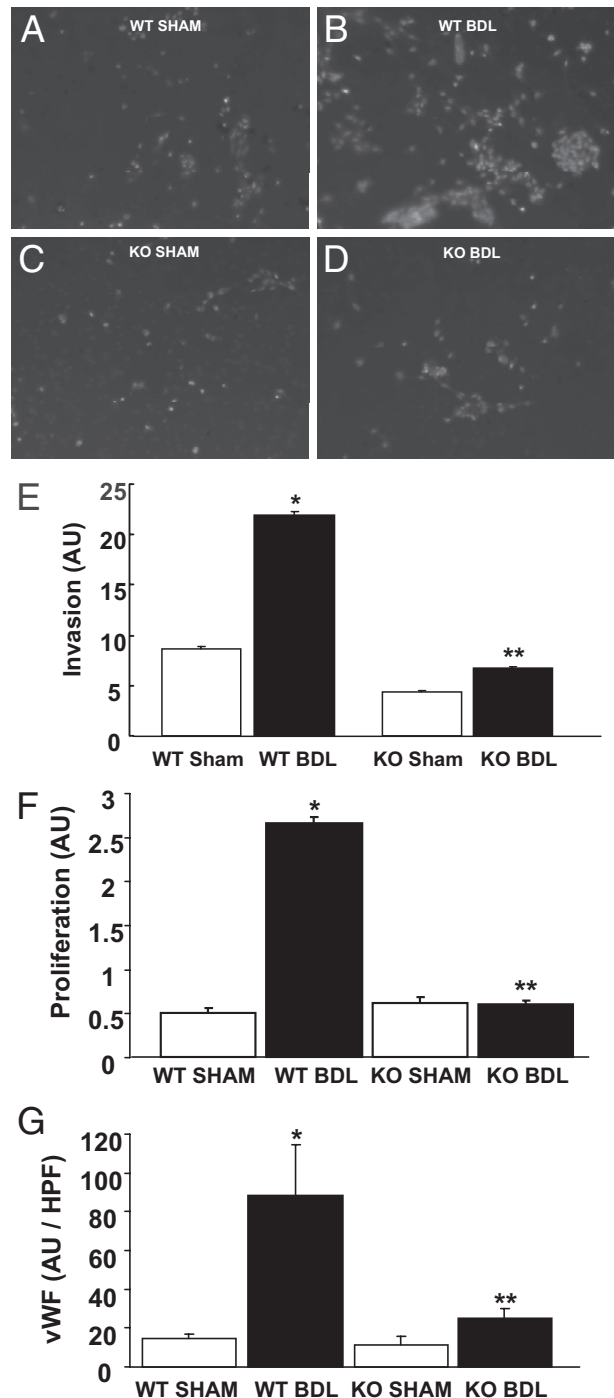 A
WT SHAM
B
WT BDL
C
KO SHAM
D
KO BDL
E
Invasion (AU)
25
20
15
10
5
0
*
**
WT Sham WT BDL KO Sham KO BDL
F
Proliferation (AU)
3
2.5
2
1.5
1
0.5
0
*
**
WT SHAM WT BDL KO SHAM KO BDL
G
vWF (AU / HPF)
120
100
80
60
40
20
0
*
**
WT SHAM WT BDL KO SHAM KO BDL